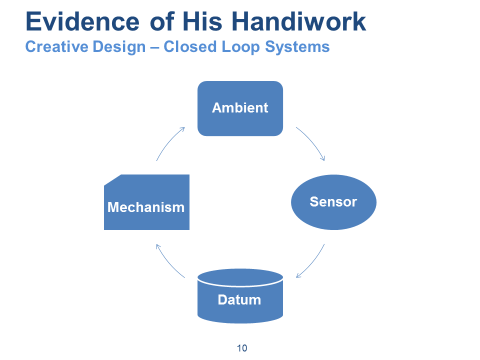 Evidence of His Handiwork
Creative Design – Closed Loop Systems
Ambient
Mechanism
Sensor
Datum
10